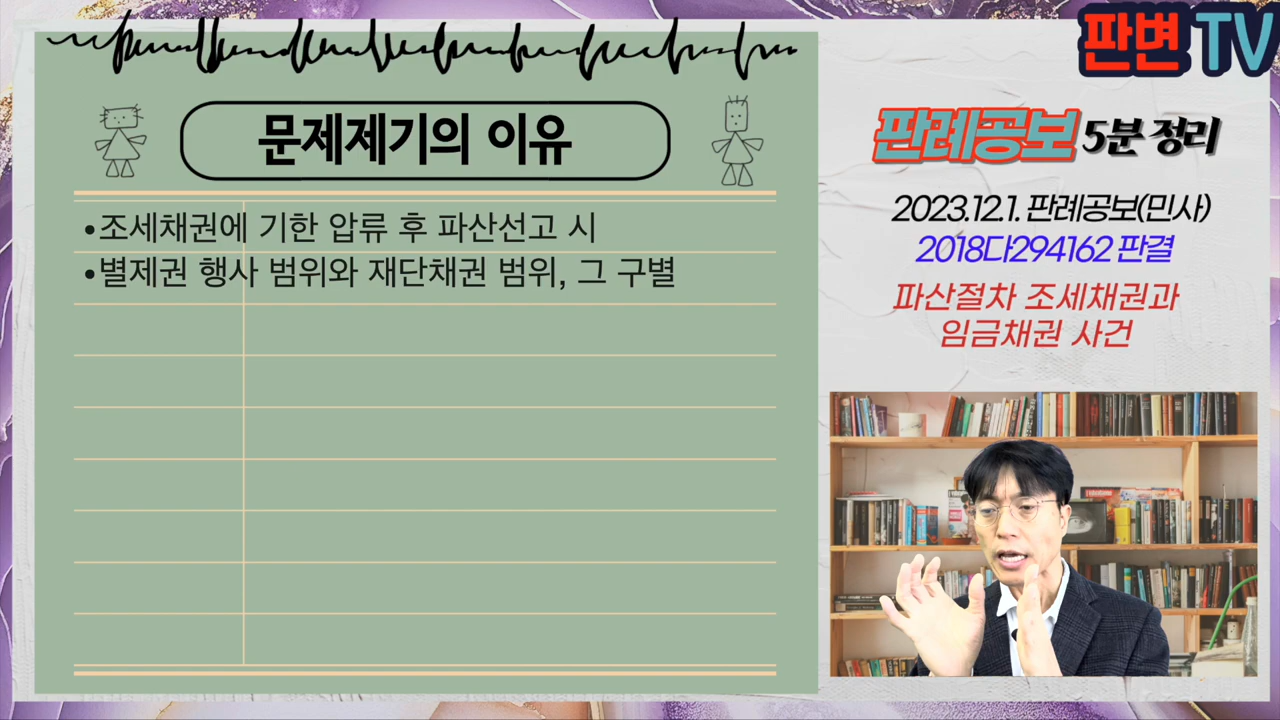 판변 TV
문제제기의 이유
•조세채권에 기한 압류 후 파산선고 시
•별제권 행사 범위와 재단채권 범위, 그 구별
판례공보 5분 정리
2023.12.1. 판례공보(민사)
2018다294162 판결
파산절차 조세채권과
임금채권 사건